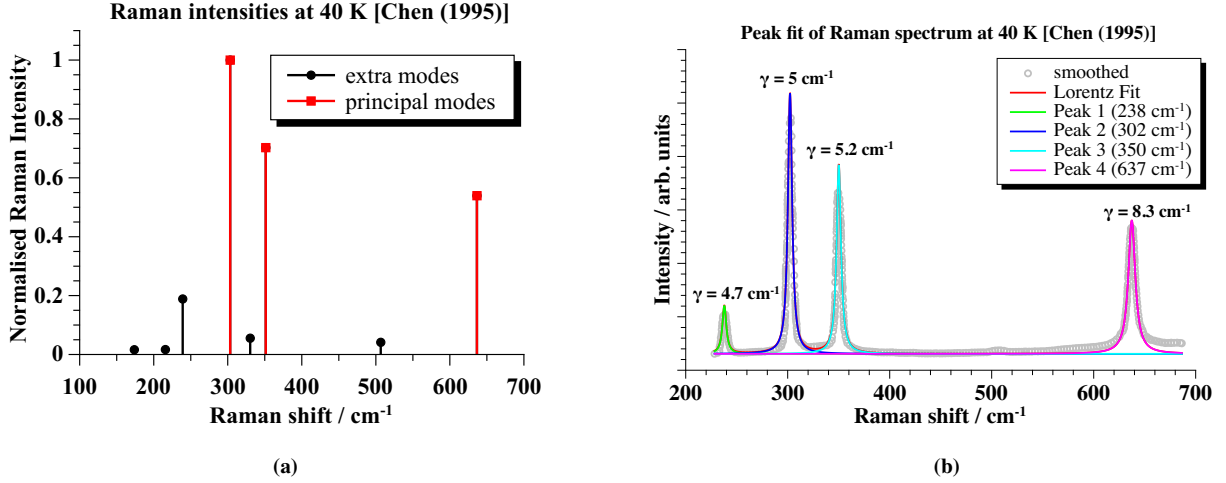 Raman intensities at 40 K [Chen (1995)]
Normalised Raman Intensity
1
0.8
0.6
0.4
0.2
0
extra modes
principal modes
100 200 300 400 500 600 700
Raman shift / cm⁻¹
(a)
Peak fit of Raman spectrum at 40 K [Chen (1995)]
Intensity / arb. units
γ = 5 cm⁻¹
γ = 5.2 cm⁻¹
γ = 8.3 cm⁻¹
γ = 4.7 cm⁻¹
smoothed
Lorentz Fit
Peak 1 (238 cm⁻¹)
Peak 2 (302 cm⁻¹)
Peak 3 (350 cm⁻¹)
Peak 4 (637 cm⁻¹)
200 300 400 500 600 700
Raman shift / cm⁻¹
(b)